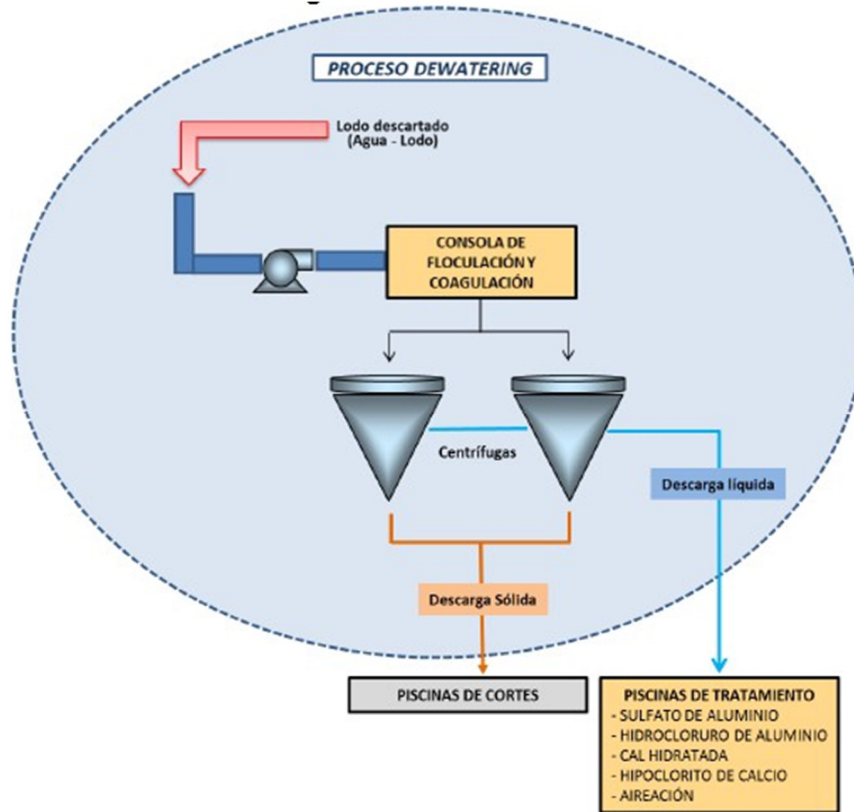 PROCESO DEWATERING
Lodo descartado
(Agua - Lodo)
CONSOLA DE
FLOCULACIÓN Y
COAGULACIÓN
Centrífugas
Descarga líquida
Descarga Sólida
PISCINAS DE CORTES
PISCINAS DE TRATAMIENTO
- SULFATO DE ALUMINIO
- HIDROCLORURO DE ALUMINIO
- CAL HIDRATADA
- HIPOCLORITO DE CALCIO
- AIREACIÓN